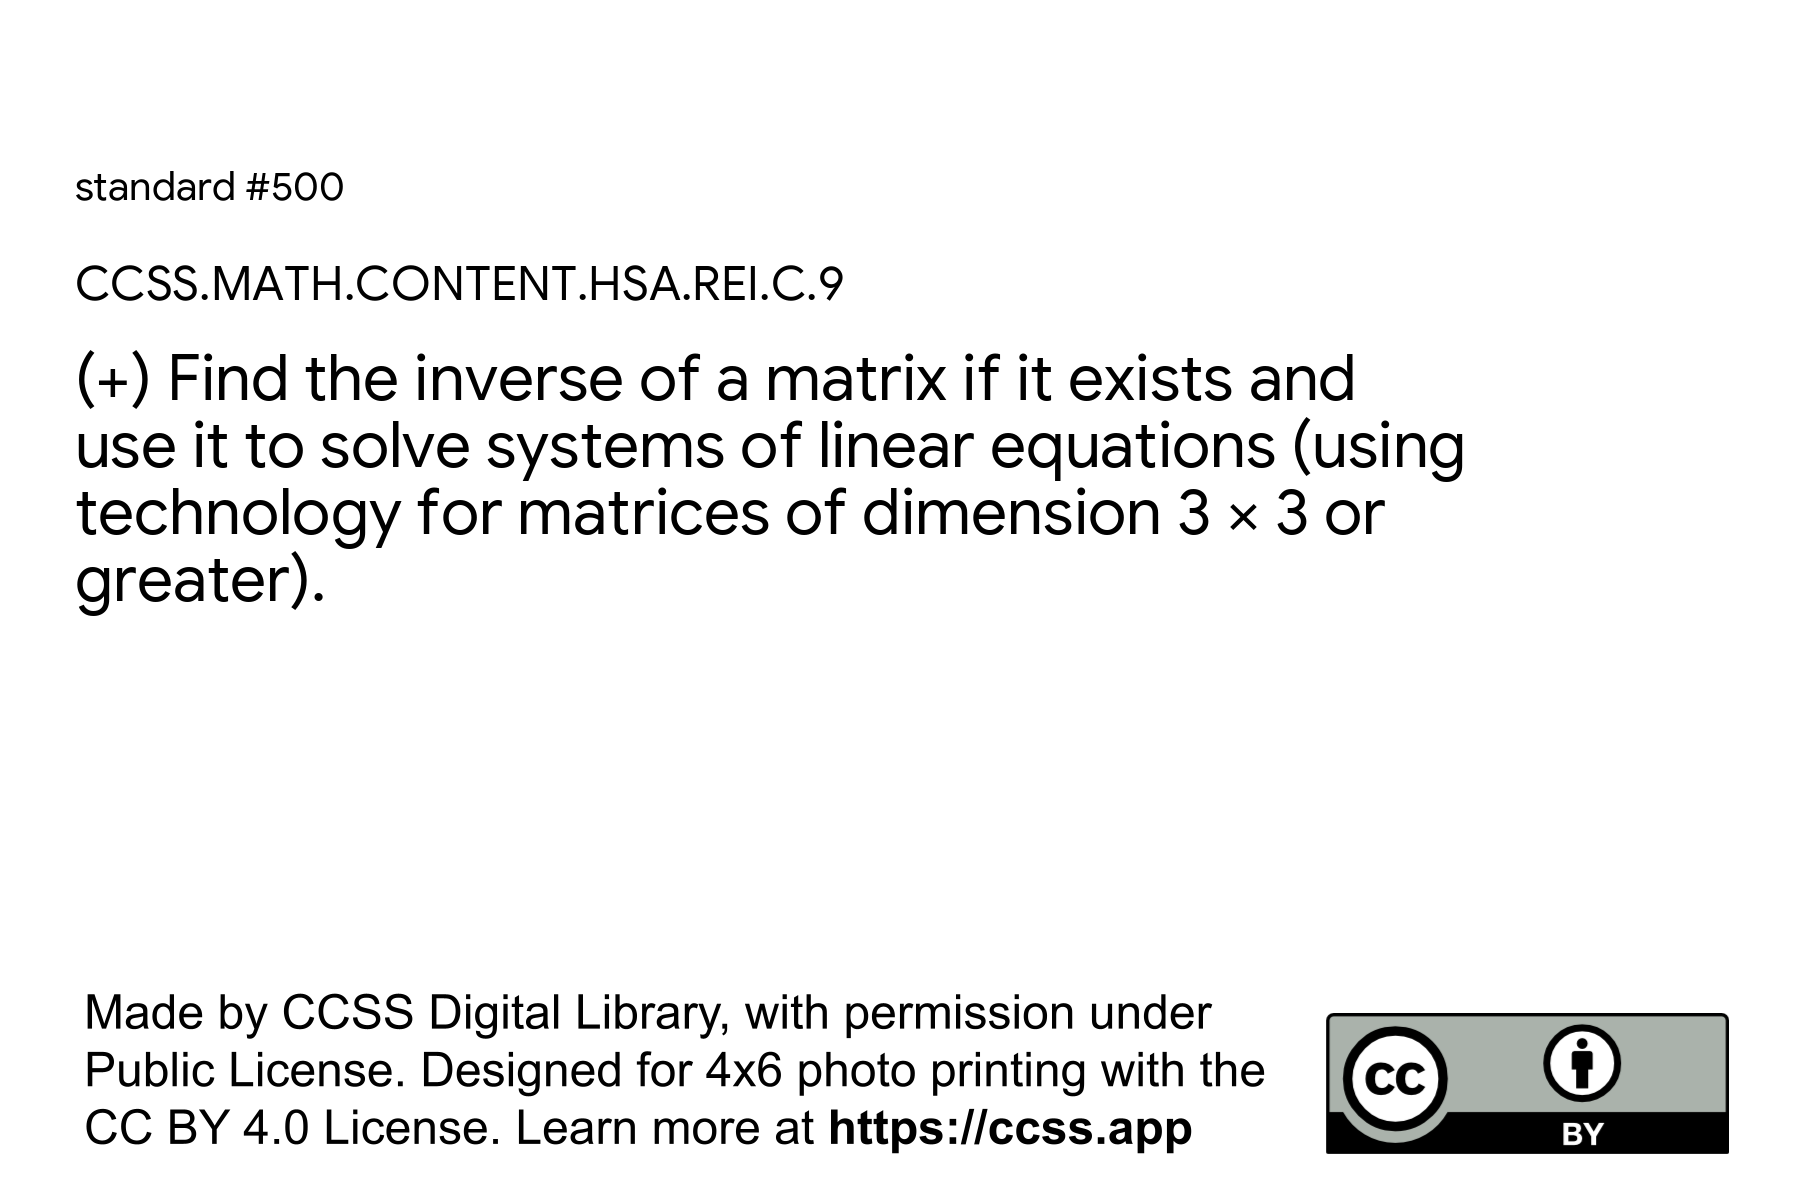 standard #500
CCSS.MATH.CONTENT.HSA.REI.C.9
(+) Find the inverse of a matrix if it exists and
use it to solve systems of linear equations (using
technology for matrices of dimension 3 × 3 or
greater).
Made by CCSS Digital Library, with permission under
Public License. Designed for 4x6 photo printing with the
CC BY 4.0 License. Learn more at https://ccss.app
CC
BY